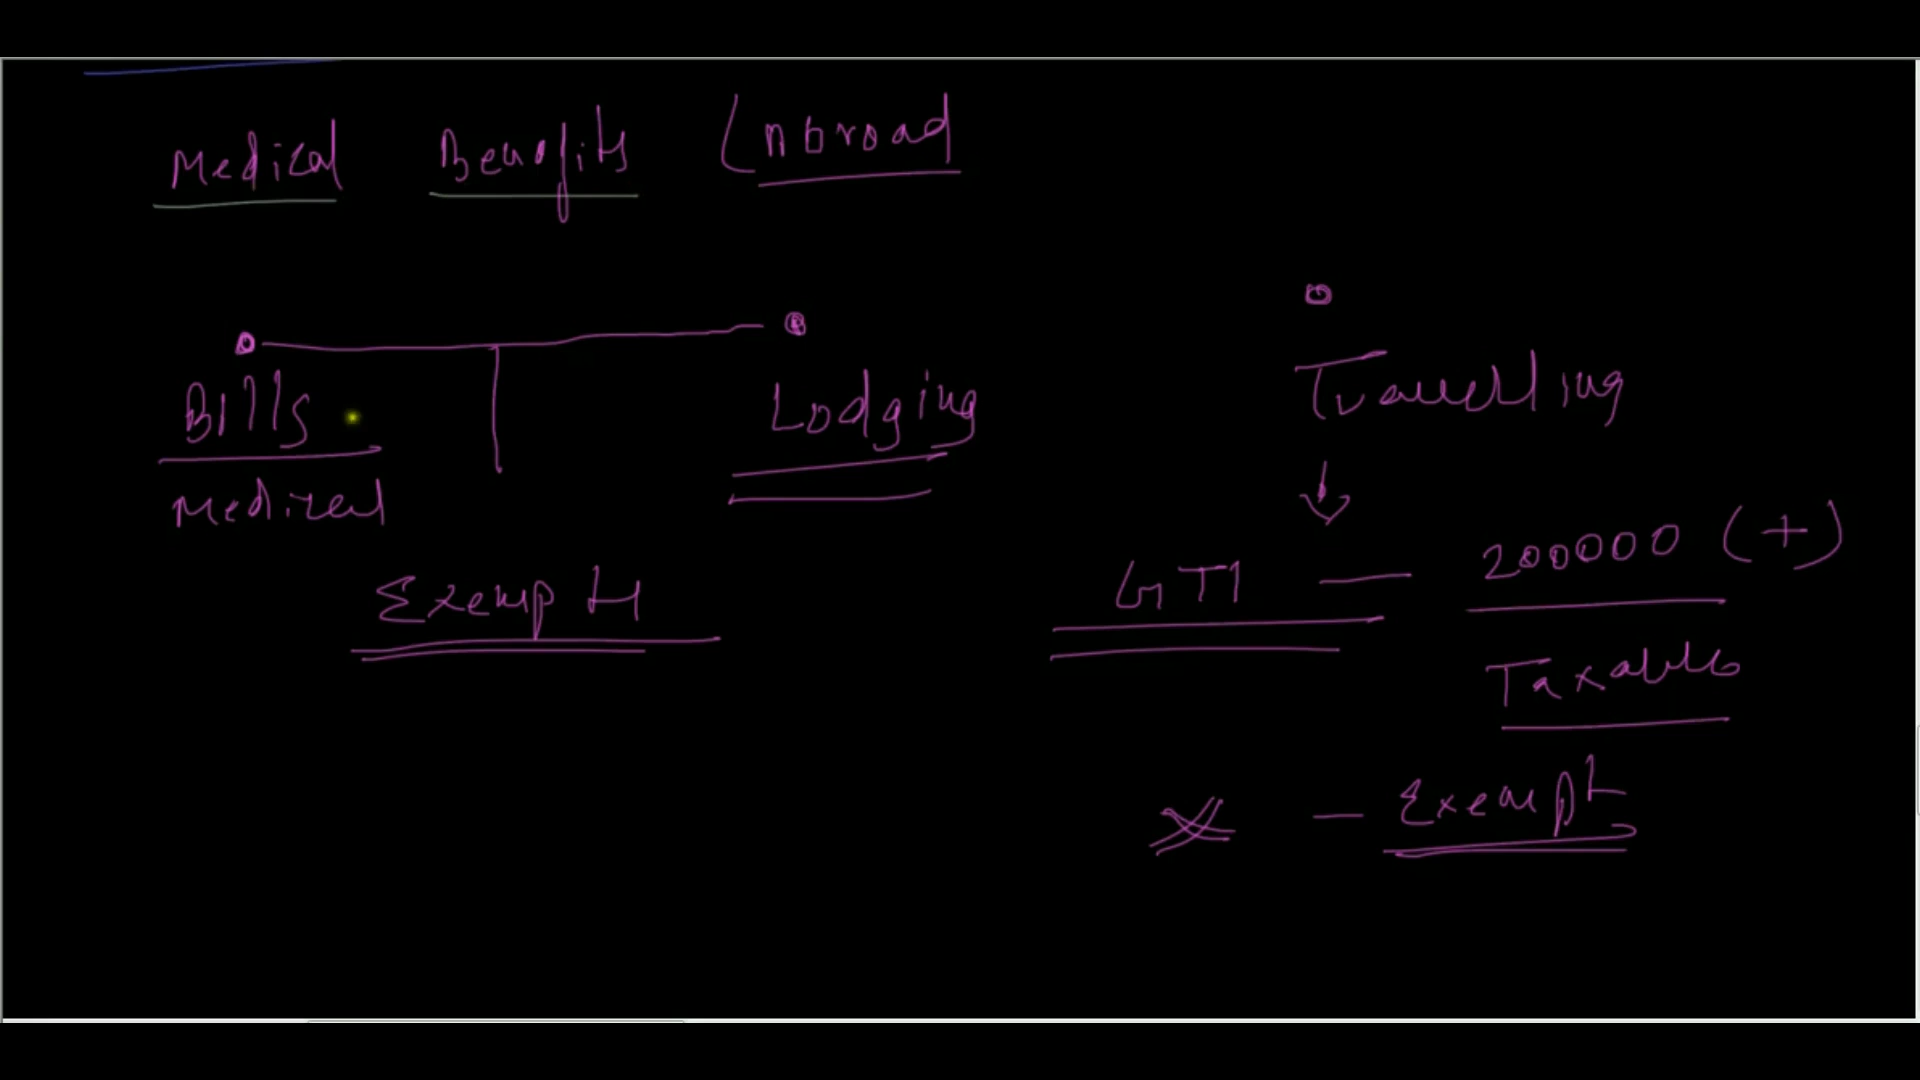 Medical Benefits (Abroad
Bills
Medical
Lodging
Exempt
Travelling
GTI — 200000 (+)
Taxable
— Exempt